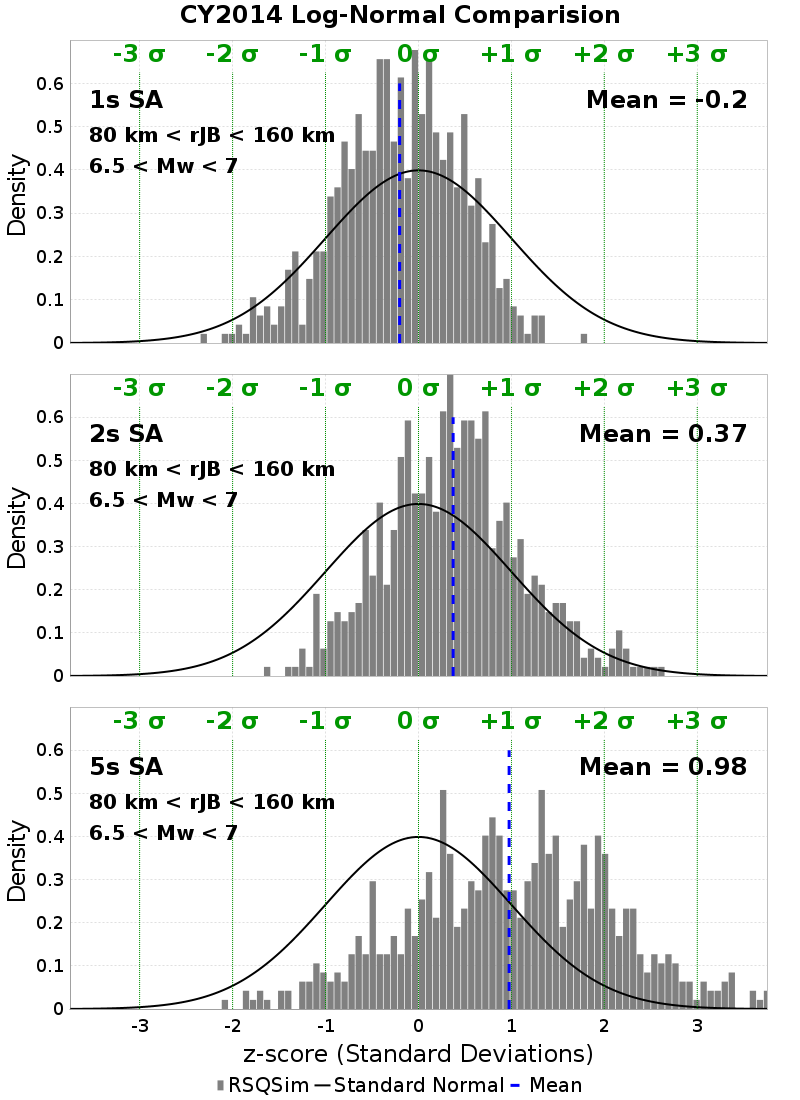 CY2014 Log-Normal Comparision
-3 σ -2 σ -1 σ 0 σ +1 σ +2 σ +3 σ
1s SA
Mean = -0.2
80 km < rJB < 160 km
6.5 < Mw < 7
Density
0.6
0.5
0.4
0.3
0.2
0.1
0
-3 σ -2 σ -1 σ 0 σ +1 σ +2 σ +3 σ
2s SA
Mean = 0.37
80 km < rJB < 160 km
6.5 < Mw < 7
Density
0.6
0.5
0.4
0.3
0.2
0.1
0
-3 σ -2 σ -1 σ 0 σ +1 σ +2 σ +3 σ
5s SA
Mean = 0.98
80 km < rJB < 160 km
6.5 < Mw < 7
Density
0.6
0.5
0.4
0.3
0.2
0.1
0
-3 -2 -1 0 1 2 3
z-score (Standard Deviations)
RSQSim Standard Normal Mean